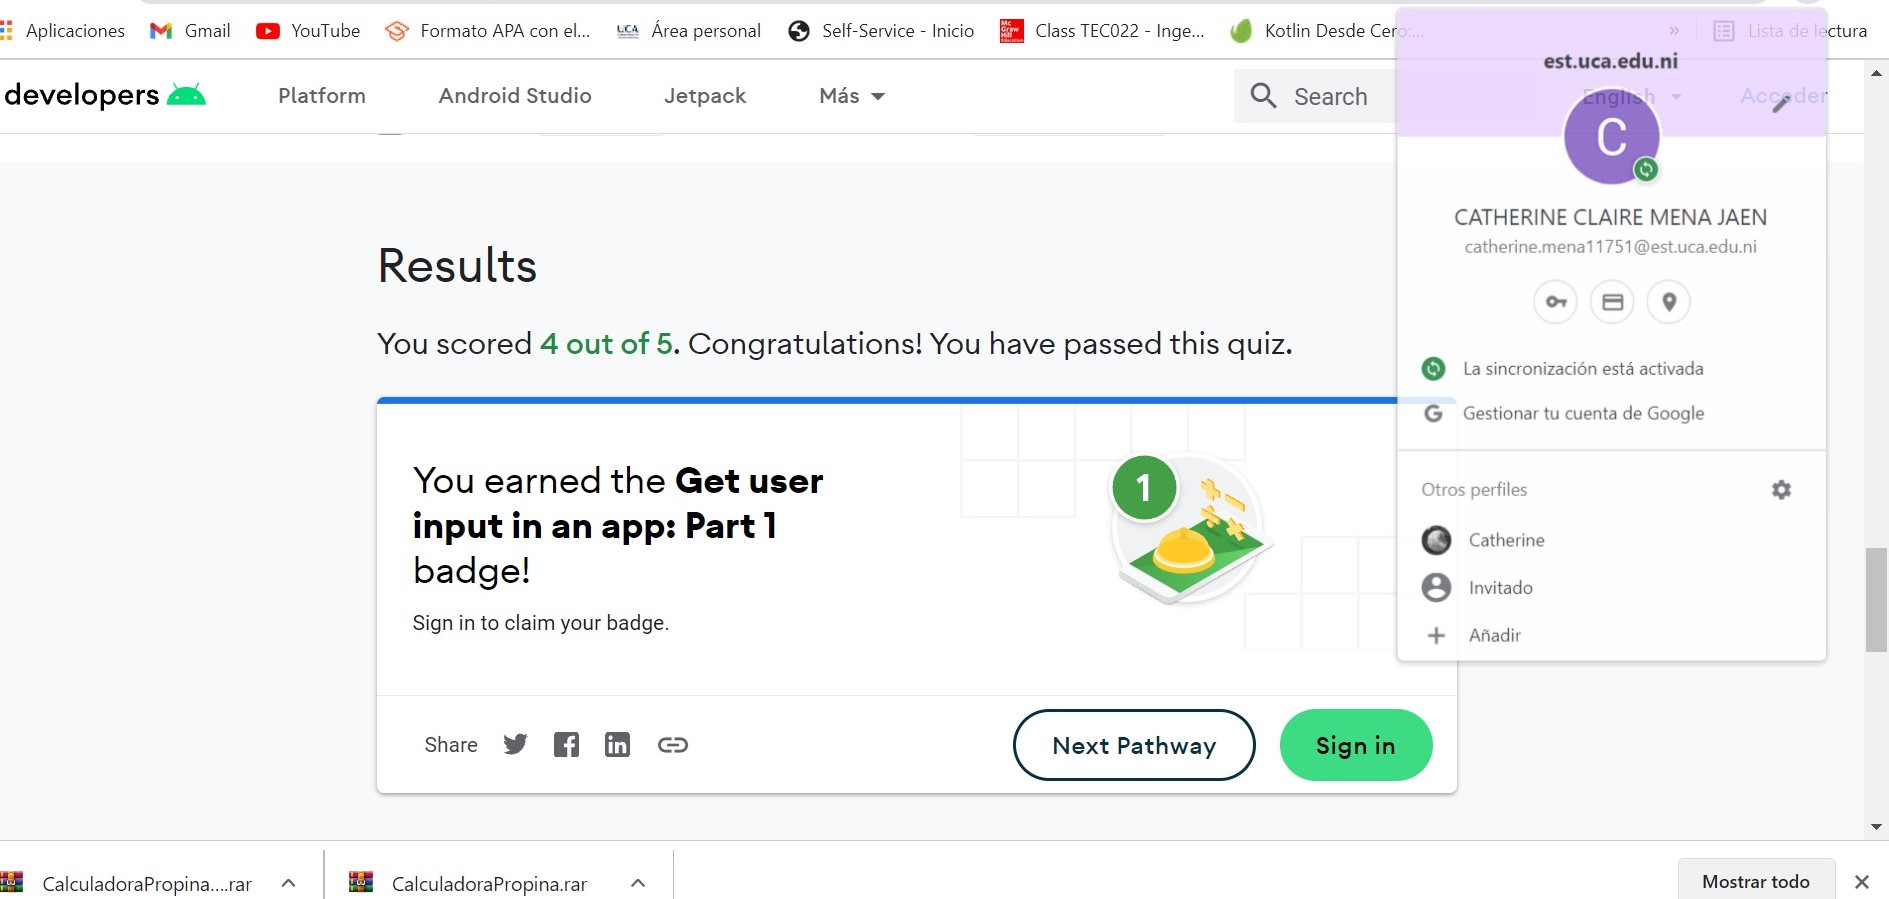 Aplicaciones
Gmail
YouTube
Formato APA con el...
UCA
Área personal
Self-Service - Inicio
Mc Graw Hill Education
Class TEC022 - Inge...
Kotlin Desde Cero:...
»
Lista de lectura
developers
Platform
Android Studio
Jetpack
Más
Search
English
Acceder
est.uca.edu.ni
C
CATHERINE CLAIRE MENA JAEN
catherine.mena11751@est.uca.edu.ni
La sincronización está activada
G Gestionar tu cuenta de Google
Otros perfiles
Catherine
Invitado
+ Añadir
Results
You scored 4 out of 5. Congratulations! You have passed this quiz.
You earned the Get user
input in an app: Part 1
badge!
Sign in to claim your badge.
1
Share
Next Pathway
Sign in
CalculadoraPropina....rar
CalculadoraPropina.rar
Mostrar todo